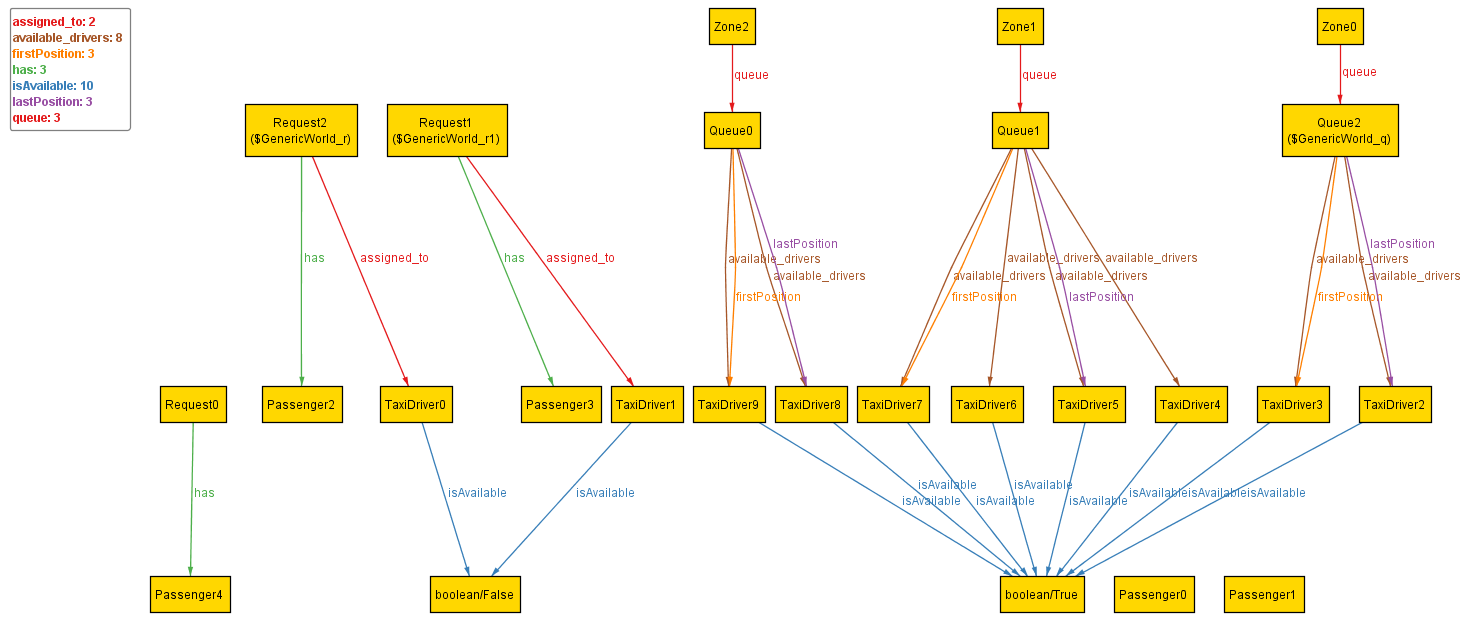 assigned_to: 2
available_drivers: 8
firstPosition: 3
has: 3
isAvailable: 10
lastPosition: 3
queue: 3
Zone2
Zone1
Zone0
queue
queue
queue
Request2
($GenericWorld_r)
Request1
($GenericWorld_r1)
Queue0
Queue1
Queue2
($GenericWorld_q)
has
assigned_to
has
assigned_to
lastPosition
available_drivers
available_drivers
firstPosition
available_drivers
available_drivers
available_drivers
available_drivers
firstPosition
lastPosition
lastPosition
available_drivers
available_drivers
firstPosition
Request0
Passenger2
TaxiDriver0
Passenger3
TaxiDriver1
TaxiDriver9
TaxiDriver8
TaxiDriver7
TaxiDriver6
TaxiDriver5
TaxiDriver4
TaxiDriver3
TaxiDriver2
has
isAvailable
isAvailable
isAvailable
isAvailable
isAvailable
isAvailable
isAvailable
isAvailable
isAvailable
isAvailable
Passenger4
boolean/False
boolean/True
Passenger0
Passenger1